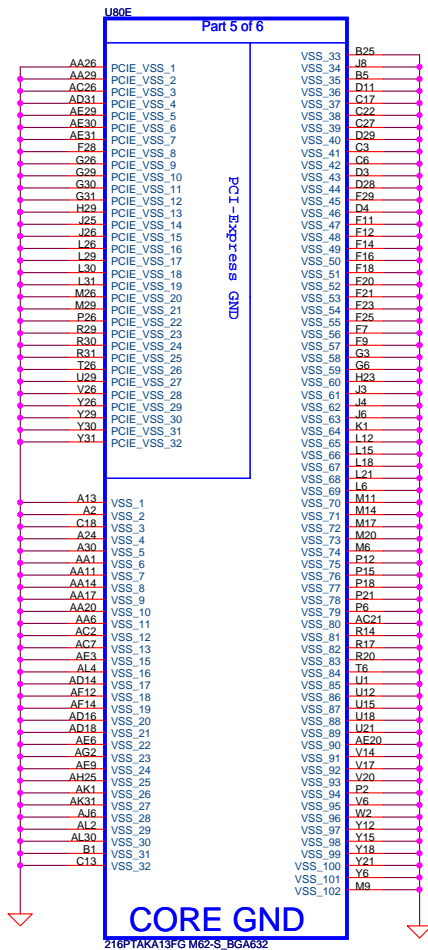 U80E
Part 5 of 6
PCI-Express GND
AA26 PCIE_VSS_1
AA29 PCIE_VSS_2
AC26 PCIE_VSS_3
AD31 PCIE_VSS_4
AE29 PCIE_VSS_5
AE30 PCIE_VSS_6
AE31 PCIE_VSS_7
F28 PCIE_VSS_8
G26 PCIE_VSS_9
G29 PCIE_VSS_10
G30 PCIE_VSS_11
G31 PCIE_VSS_12
H29 PCIE_VSS_13
J25 PCIE_VSS_14
J26 PCIE_VSS_15
L26 PCIE_VSS_16
L29 PCIE_VSS_17
L30 PCIE_VSS_18
L31 PCIE_VSS_19
M26 PCIE_VSS_20
M29 PCIE_VSS_21
P26 PCIE_VSS_22
R29 PCIE_VSS_23
R30 PCIE_VSS_24
R31 PCIE_VSS_25
T26 PCIE_VSS_26
U29 PCIE_VSS_27
V26 PCIE_VSS_28
Y26 PCIE_VSS_29
Y29 PCIE_VSS_30
Y30 PCIE_VSS_31
Y31 PCIE_VSS_32
A13 VSS_1
A2 VSS_2
C18 VSS_3
A24 VSS_4
A30 VSS_5
AA1 VSS_6
AA11 VSS_7
AA14 VSS_8
AA17 VSS_9
AA20 VSS_10
AA6 VSS_11
AC2 VSS_12
AC7 VSS_13
AE3 VSS_15
AL4 VSS_16
AD14 VSS_17
AF12 VSS_18
AF14 VSS_19
AD16 VSS_20
AD18 VSS_21
AE6 VSS_22
AG2 VSS_23
AE9 VSS_24
AH25 VSS_25
AK1 VSS_26
AK31 VSS_27
AJ6 VSS_28
AL2 VSS_29
AL30 VSS_30
B1 VSS_31
C13 VSS_32
VSS_33 B25
VSS_34 J8
VSS_35 B5
VSS_36 D11
VSS_37 C17
VSS_38 C22
VSS_39 C27
VSS_40 D29
VSS_41 C3
VSS_42 C6
VSS_43 D3
VSS_44 D28
VSS_45 F29
VSS_46 D4
VSS_47 F11
VSS_48 F12
VSS_49 F14
VSS_50 F16
VSS_51 F18
VSS_52 F20
VSS_53 F21
VSS_54 F23
VSS_55 F25
VSS_56 F7
VSS_57 F9
VSS_58 G3
VSS_59 G6
VSS_60 H23
VSS_61 J3
VSS_62 J4
VSS_63 J6
VSS_64 K1
VSS_65 L12
VSS_66 L15
VSS_67 L18
VSS_68 L21
VSS_69 L6
VSS_70 M11
VSS_71 M14
VSS_72 M17
VSS_73 M20
VSS_74 M6
VSS_75 P12
VSS_76 P15
VSS_77 P18
VSS_78 P21
VSS_79 P6
VSS_80 AC21
VSS_81 R14
VSS_82 R17
VSS_83 R20
VSS_84 T6
VSS_85 U1
VSS_86 U12
VSS_87 U15
VSS_88 U18
VSS_89 U21
VSS_90 AE20
VSS_91 V14
VSS_92 V17
VSS_93 V20
VSS_94 P2
VSS_95 V6
VSS_96 W2
VSS_97 Y12
VSS_98 Y15
VSS_99 Y18
VSS_100 Y21
VSS_101 Y6
VSS_102 M9
CORE GND
216PTAKA13FG M62-S_BGA632